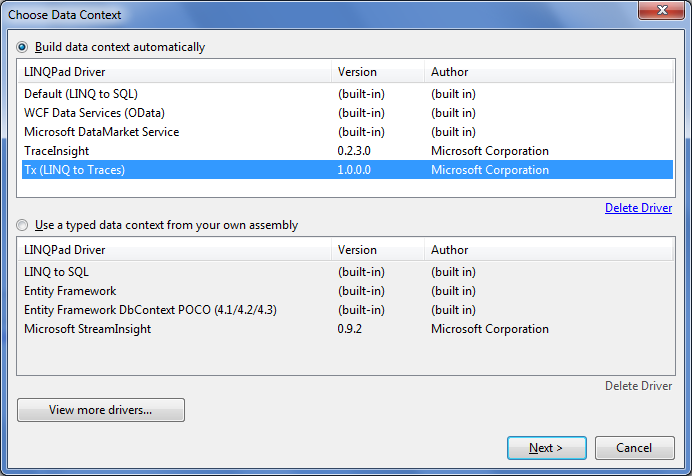 Choose Data Context
Build data context automatically
LINQPad Driver Version Author
Default (LINQ to SQL) (built-in) (built in)
WCF Data Services (OData) (built-in) (built in)
Microsoft DataMarket Service (built-in) (built in)
TraceInsight 0.2.3.0 Microsoft Corporation
Tx (LINQ to Traces) 1.0.0.0 Microsoft Corporation
Delete Driver
Use a typed data context from your own assembly
LINQPad Driver Version Author
LINQ to SQL (built-in) (built in)
Entity Framework (built-in) (built in)
Entity Framework DbContext POCO (4.1/4.2/4.3) (built-in) (built in)
Microsoft StreamInsight 0.9.2 Microsoft Corporation
Delete Driver
View more drivers...
Next > Cancel